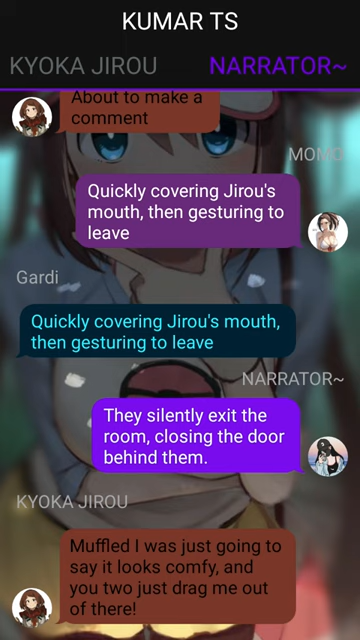 KUMAR TS
KYOKA JIROU
NARRATOR~
About to make a
comment
MOMO
Quickly covering Jirou's
mouth, then gesturing to
leave
Gardi
Quickly covering Jirou's mouth,
then gesturing to leave
NARRATOR~
They silently exit the
room, closing the door
behind them.
KYOKA JIROU
Muffled I was just going to
say it looks comfy, and
you two just drag me out
of there!